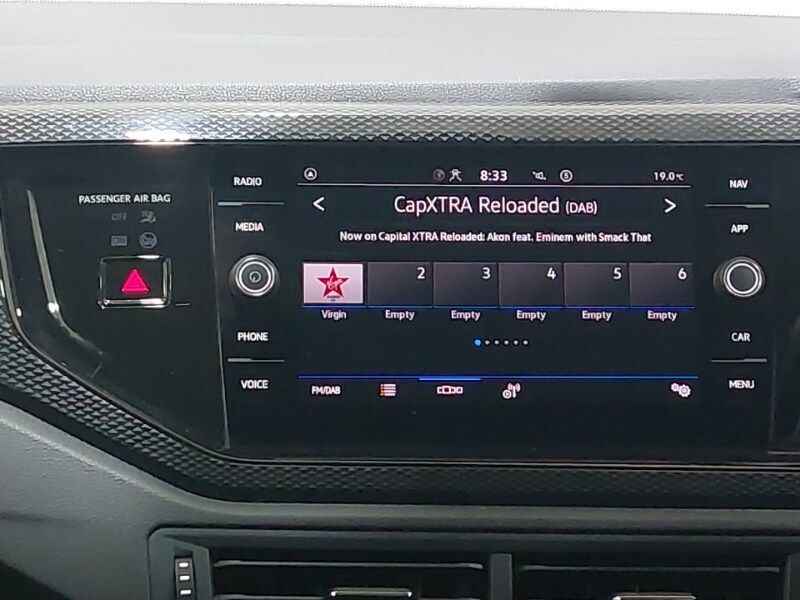 RADIO
MEDIA
PHONE
VOICE
PASSENGER AIR BAG
OFF
8:33
5
19.0°C
< CapXTRA Reloaded (DAB) >
Now on Capital XTRA Reloaded: Akon feat. Eminem with Smack That
2 3 4 5 6
Virgin Empty Empty Empty Empty Empty
FM/DAB
NAV
APP
CAR
MENU